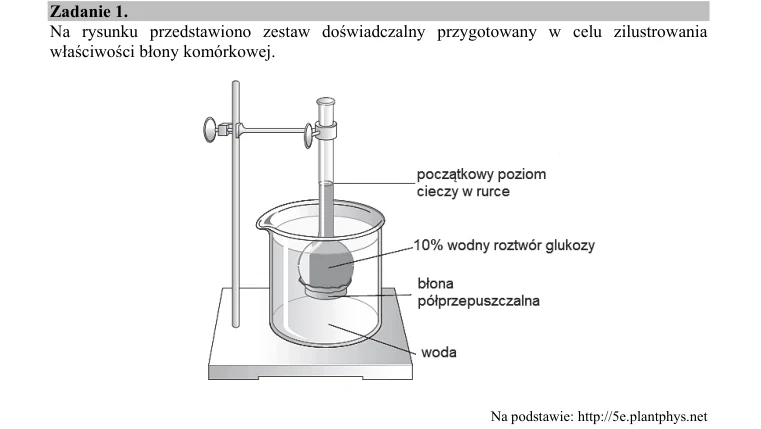 Zadanie 1.
Na rysunku przedstawiono zestaw doświadczalny przygotowany w celu zilustrowania
właściwości błony komórkowej.
początkowy poziom
cieczy w rurce
10% wodny roztwór glukozy
błona
półprzepuszczalna
woda
Na podstawie: http://5e.plantphys.net